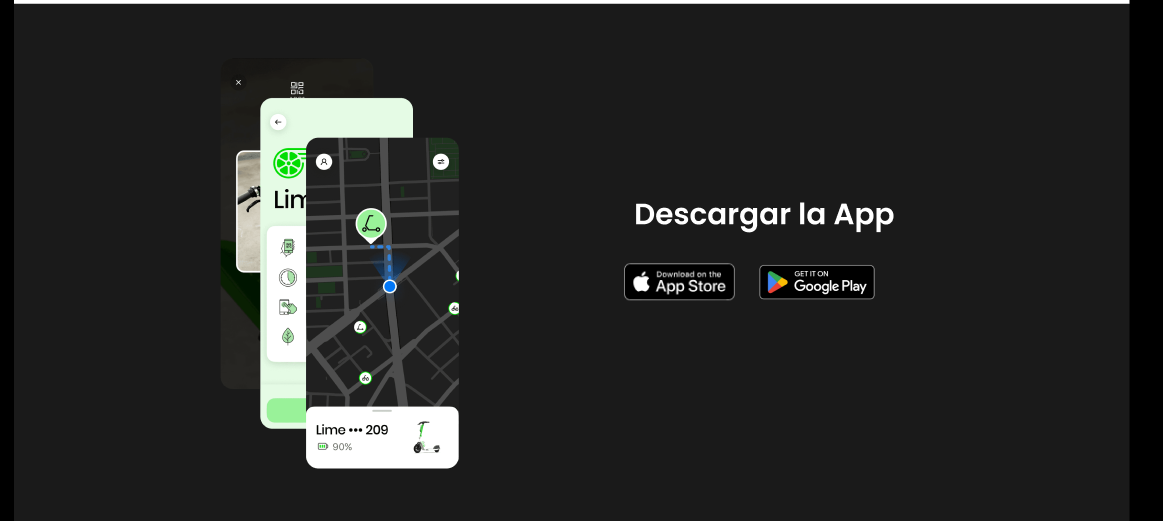 Lim
Lime ••• 209
90%
Descargar la App
Download on the
App Store
GET IT ON
Google Play